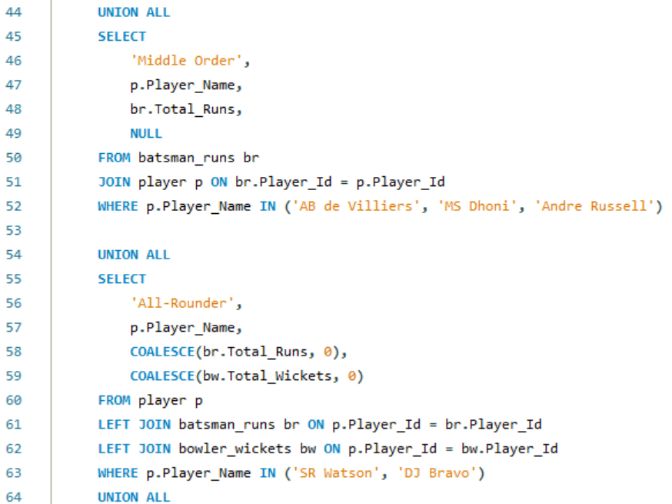 44 UNION ALL
45 SELECT
46 'Middle Order',
47 p.Player_Name,
48 br.Total_Runs,
49 NULL
50 FROM batsman_runs br
51 JOIN player p ON br.Player_Id = p.Player_Id
52 WHERE p.Player_Name IN ('AB de Villiers', 'MS Dhoni', 'Andre Russell')
53
54 UNION ALL
55 SELECT
56 'All-Rounder',
57 p.Player_Name,
58 COALESCE(br.Total_Runs, 0),
59 COALESCE(bw.Total_Wickets, 0)
60 FROM player p
61 LEFT JOIN batsman_runs br ON p.Player_Id = br.Player_Id
62 LEFT JOIN bowler_wickets bw ON p.Player_Id = bw.Player_Id
63 WHERE p.Player_Name IN ('SR Watson', 'DJ Bravo')
64 UNION ALL